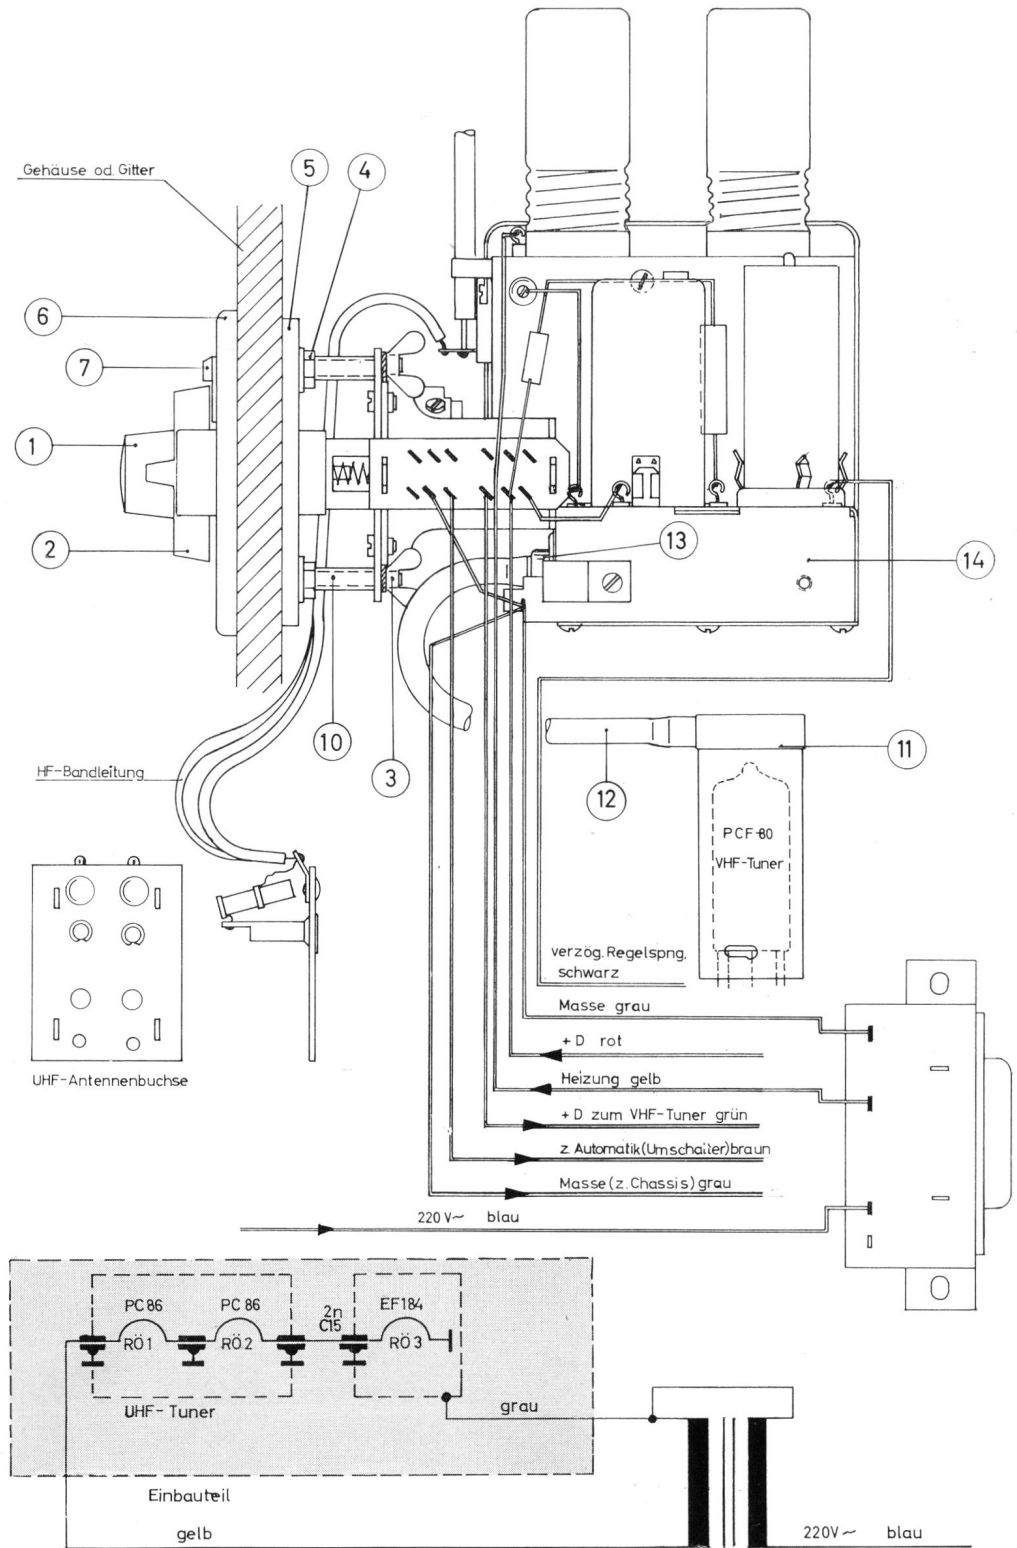 Gehäuse od. Gitter
5
4
6
7
1
2
13
14
10
3
11
12
HF-Bandleitung
PCF-80
VHF-Tuner
verzög. Regelspng.
schwarz
Masse grau
+ D rot
Heizung gelb
+ D zum VHF-Tuner grün
z. Automatik (Umschalter) braun
Masse (z. Chassis) grau
220 V~ blau
UHF-Antennenbuchse
PC 86
PC 86
2n
C15
EF184
RÖ 1
RÖ 2
RÖ 3
UHF-Tuner
grau
Einbauteil
gelb
220V~ blau